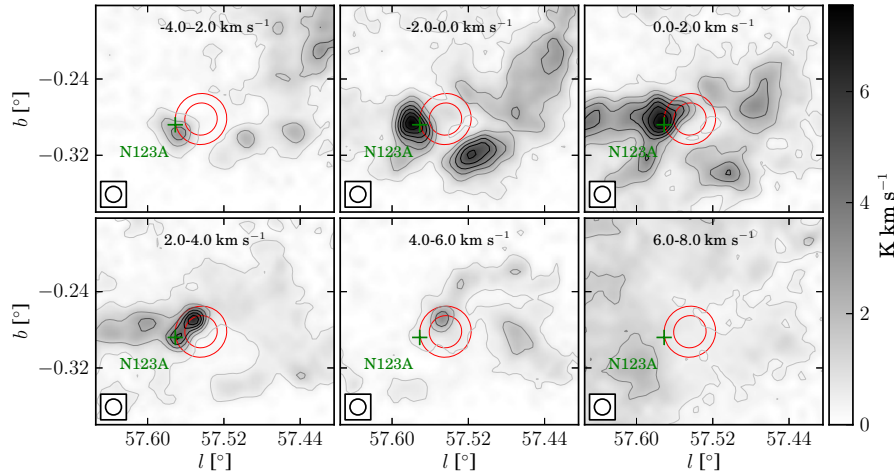 -4.0–2.0 km s⁻¹
-2.0-0.0 km s⁻¹
0.0-2.0 km s⁻¹
−0.24
b [°]
−0.32
N123A
N123A
N123A
6
4
2
0
K km s⁻¹
2.0-4.0 km s⁻¹
4.0-6.0 km s⁻¹
6.0-8.0 km s⁻¹
−0.24
b [°]
−0.32
N123A
N123A
N123A
57.60 57.52 57.44
57.60 57.52 57.44
57.60 57.52 57.44
l [°]
l [°]
l [°]